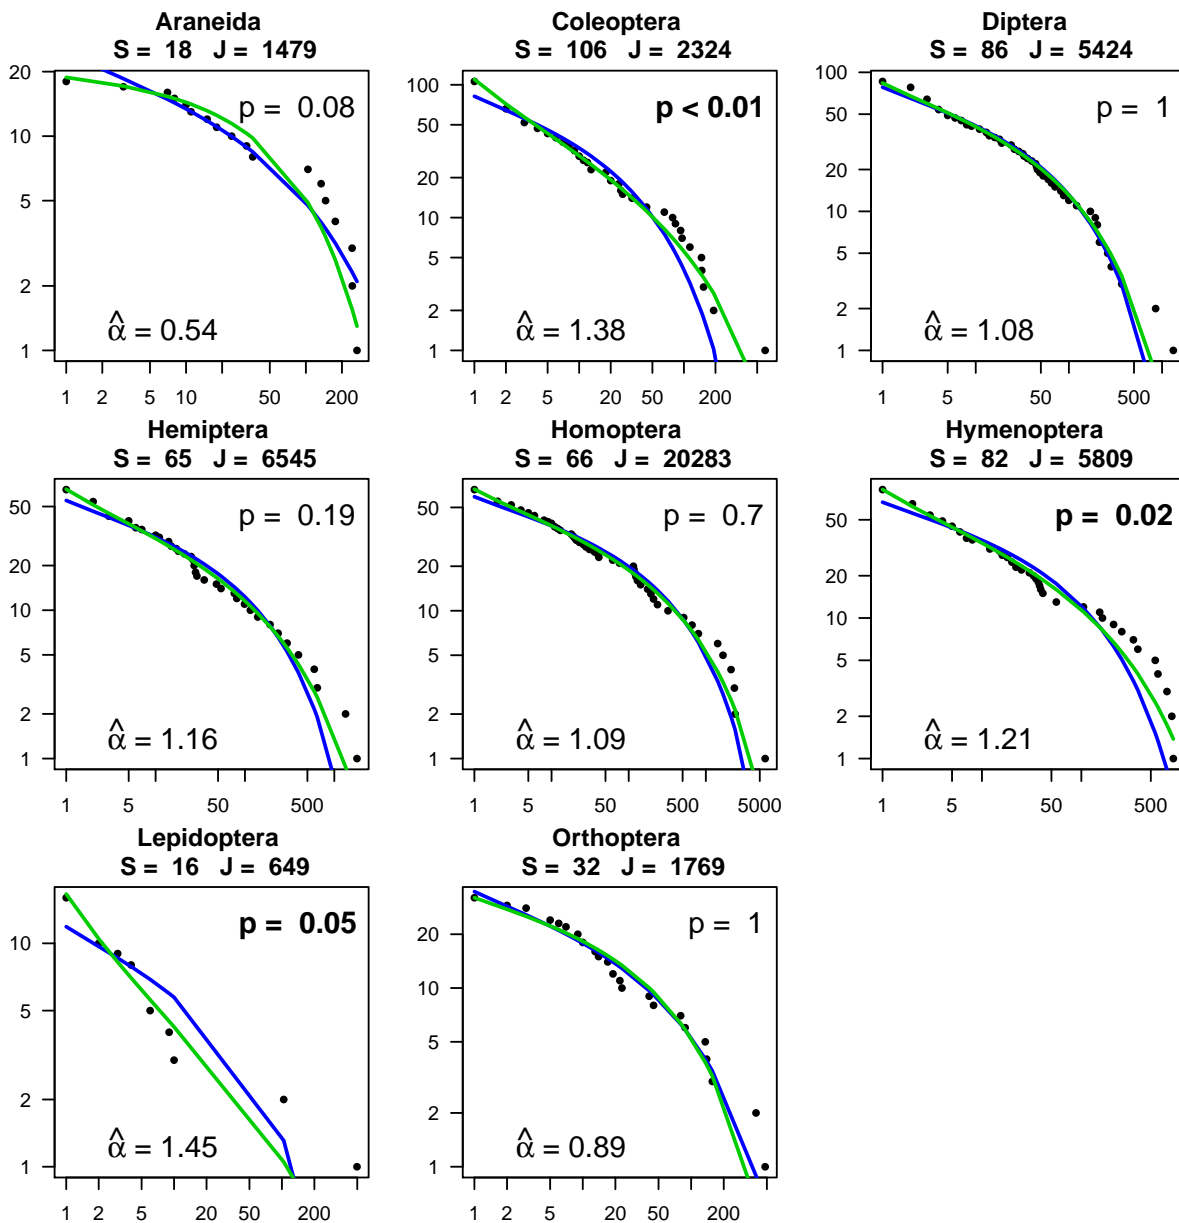 Araneida
S = 18 J = 1479
20
10
5
2
1
p = 0.08
α̂ = 0.54
1 2 5 10 50 200
Coleoptera
S = 106 J = 2324
100
50
20
10
5
2
1
p < 0.01
α̂ = 1.38
1 2 5 20 50 200
Diptera
S = 86 J = 5424
100
50
20
10
5
2
1
p = 1
α̂ = 1.08
1 5 50 500
Hemiptera
S = 65 J = 6545
50
20
10
5
2
1
p = 0.19
α̂ = 1.16
1 5 50 500
Homoptera
S = 66 J = 20283
50
20
10
5
2
1
p = 0.7
α̂ = 1.09
1 5 50 500 5000
Hymenoptera
S = 82 J = 5809
50
20
10
5
2
1
p = 0.02
α̂ = 1.21
1 5 50 500
Lepidoptera
S = 16 J = 649
10
5
2
1
p = 0.05
α̂ = 1.45
1 2 5 20 50 200
Orthoptera
S = 32 J = 1769
20
10
5
2
1
p = 1
α̂ = 0.89
1 2 5 20 50 200